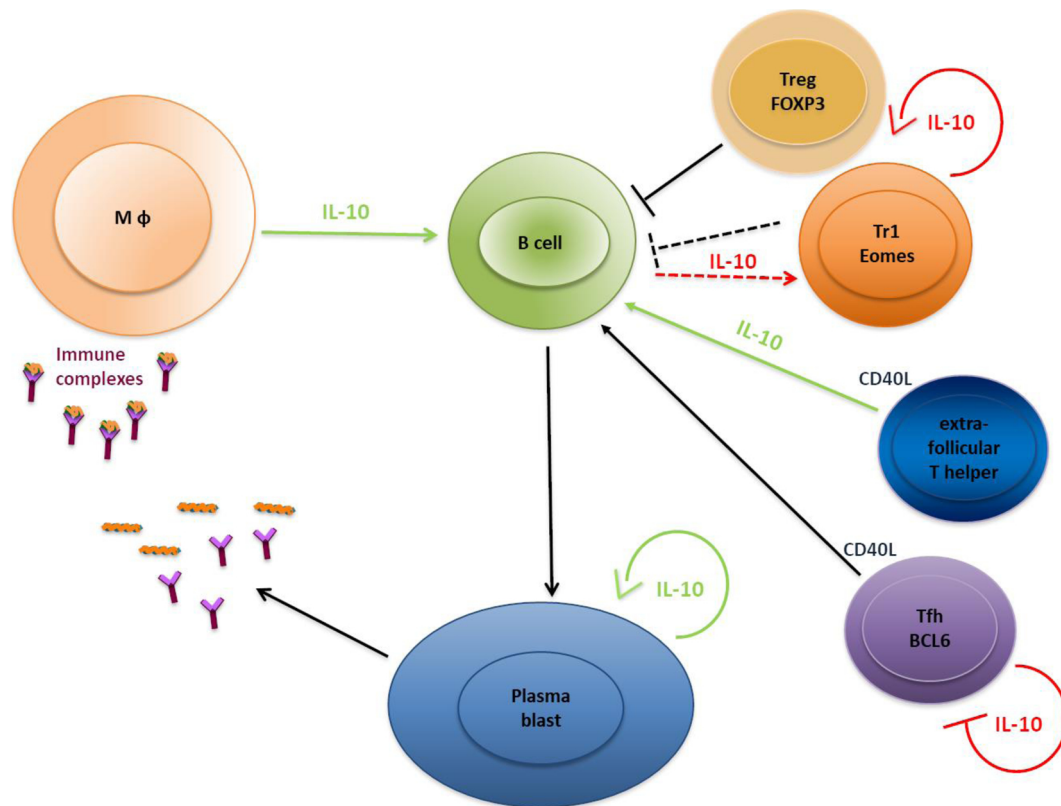 Treg
FOXP3
IL-10
M ϕ
IL-10
B cell
Tr1
Eomes
IL-10
IL-10
Immune
complexes
CD40L
extra-
follicular
T helper
CD40L
IL-10
Tfh
BCL6
Plasma
blast
IL-10